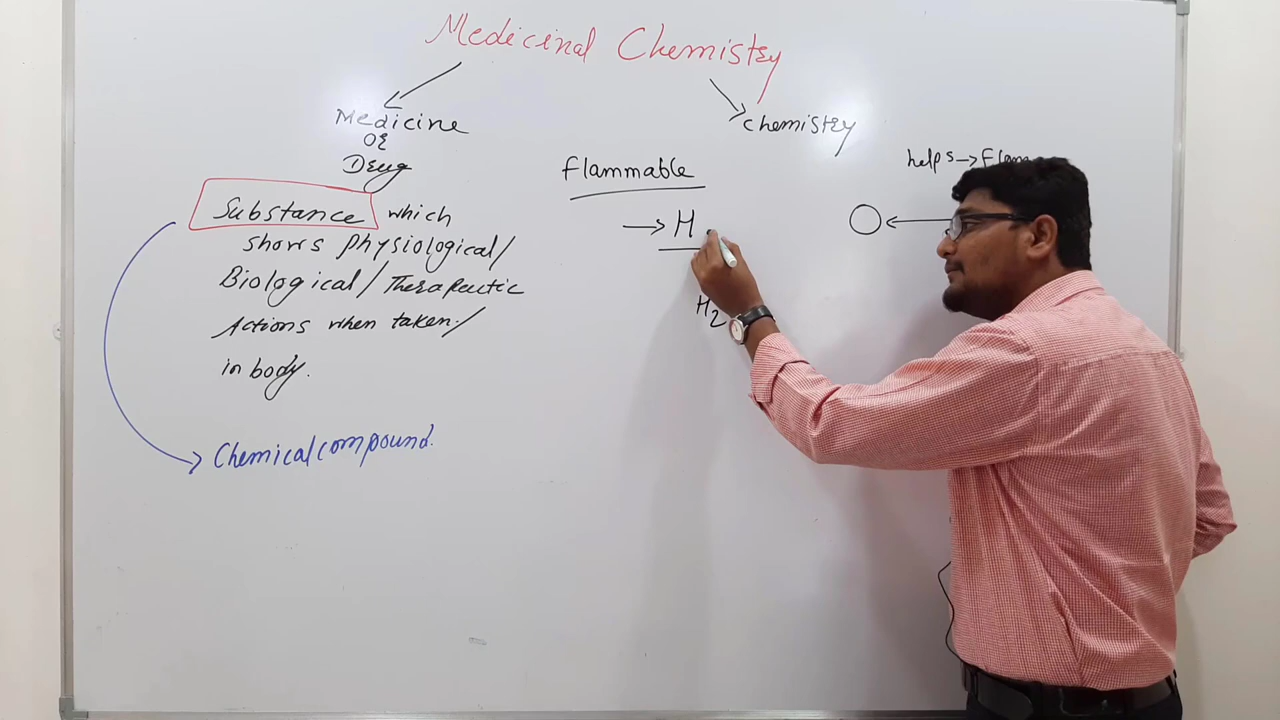 Medicinal Chemistry
Medicine
or
Drug
Substance which
shows physiological/
Biological/Therapeutic
Actions when taken/
in body.
Chemical compound.
chemistry
flammable
→ H
H2
helps →
O ←